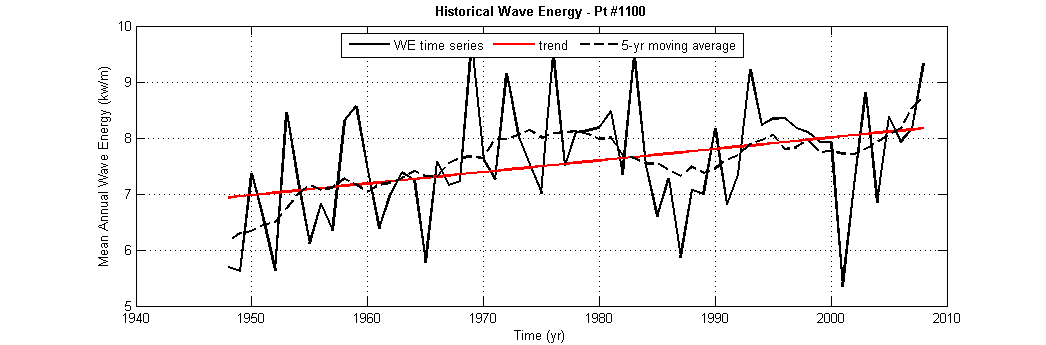 Historical Wave Energy - Pt #1100
WE time series trend 5-yr moving average
Mean Annual Wave Energy (kw/m)
10
9
8
7
6
5
1940 1950 1960 1970 1980 1990 2000 2010
Time (yr)